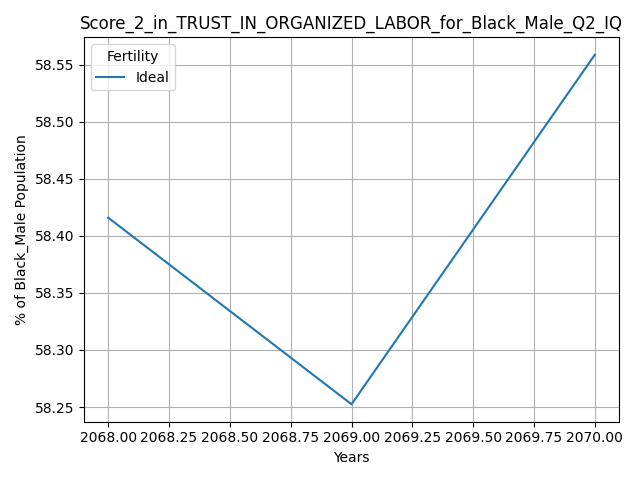 Score_2_in_TRUST_IN_ORGANIZED_LABOR_for_Black_Male_Q2_IQ
Fertility
Ideal
% of Black_Male Population
58.55
58.50
58.45
58.40
58.35
58.30
58.25
2068.00 2068.25 2068.50 2068.75 2069.00 2069.25 2069.50 2069.75 2070.00
Years